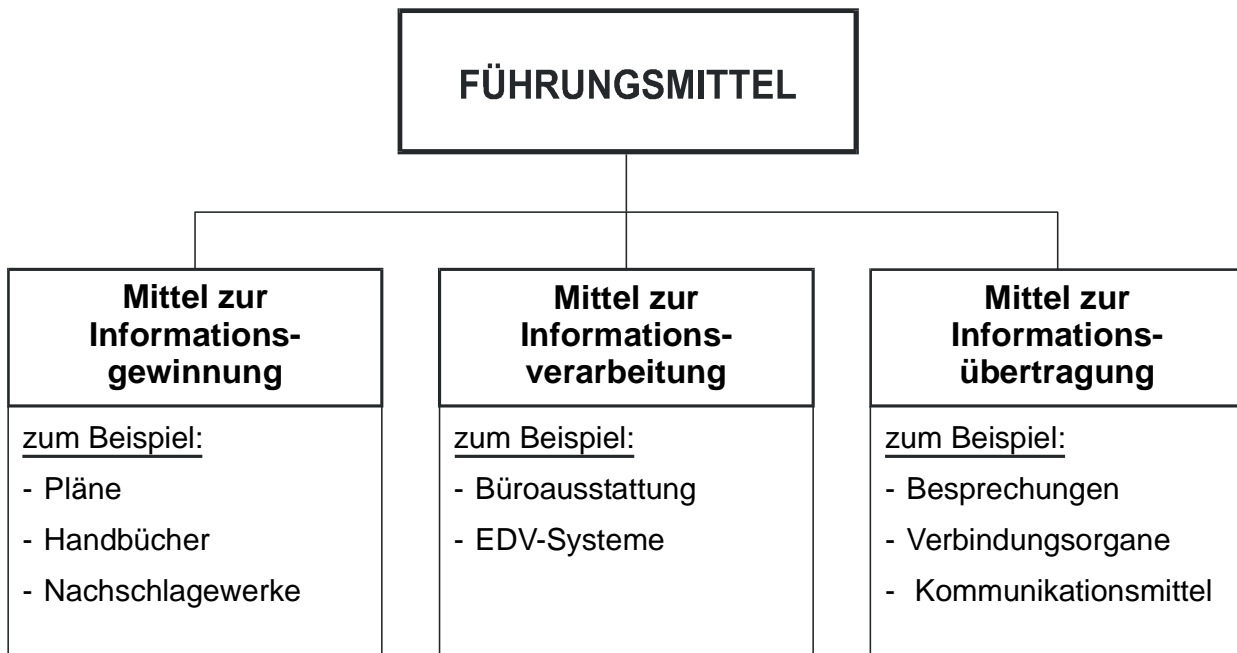 FÜHRUNGSMITTEL
Mittel zur
Informations-
gewinnung
zum Beispiel:
- Pläne
- Handbücher
- Nachschlagewerke
Mittel zur
Informations-
verarbeitung
zum Beispiel:
- Büroausstattung
- EDV-Systeme
Mittel zur
Informations-
übertragung
zum Beispiel:
- Besprechungen
- Verbindungsorgane
- Kommunikationsmittel